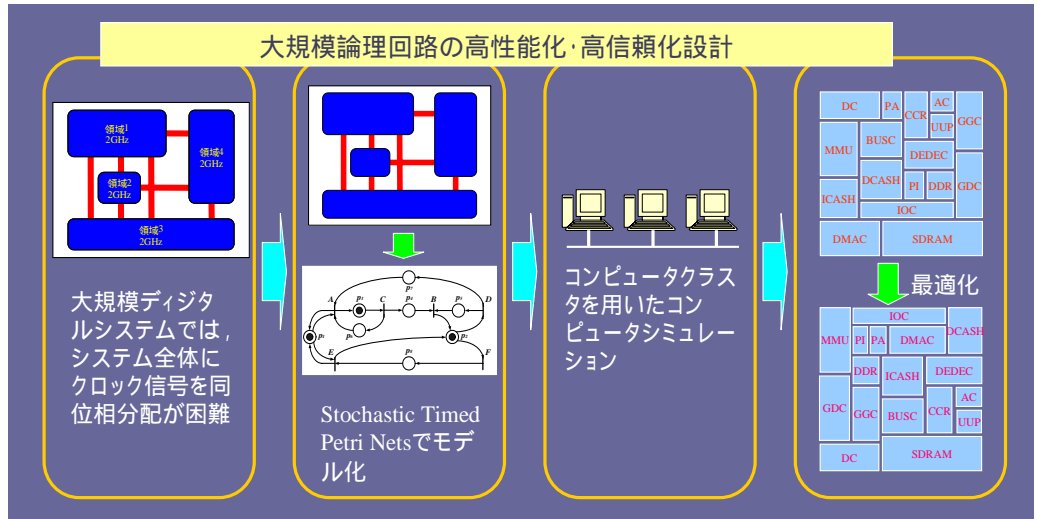 大規模論理回路の高性能化・高信頼化設計
領域1
2GHz
領域4
2GHz
領域2
2GHz
領域3
2GHz
大規模ディジタ
ルシステムでは，
システム全体に
クロック信号を同
位相分配が困難
A
C
B
D
E
F
Stochastic Timed
Petri Netsでモデ
ル化
コンピュータクラス
タを用いたコン
ピュータシミュレー
ション
DC
PA
CCR
AC
UUP
GGC
MMU
BUSC
DEDEC
DCASH
PI
DDR
GDC
ICASH
IOC
DMAC
SDRAM
最適化
IOC
MMU
PI
PA
DMAC
DCASH
DDR
ICASH
DEDEC
GDC
GGC
BUSC
CCR
AC
UUP
DC
SDRAM